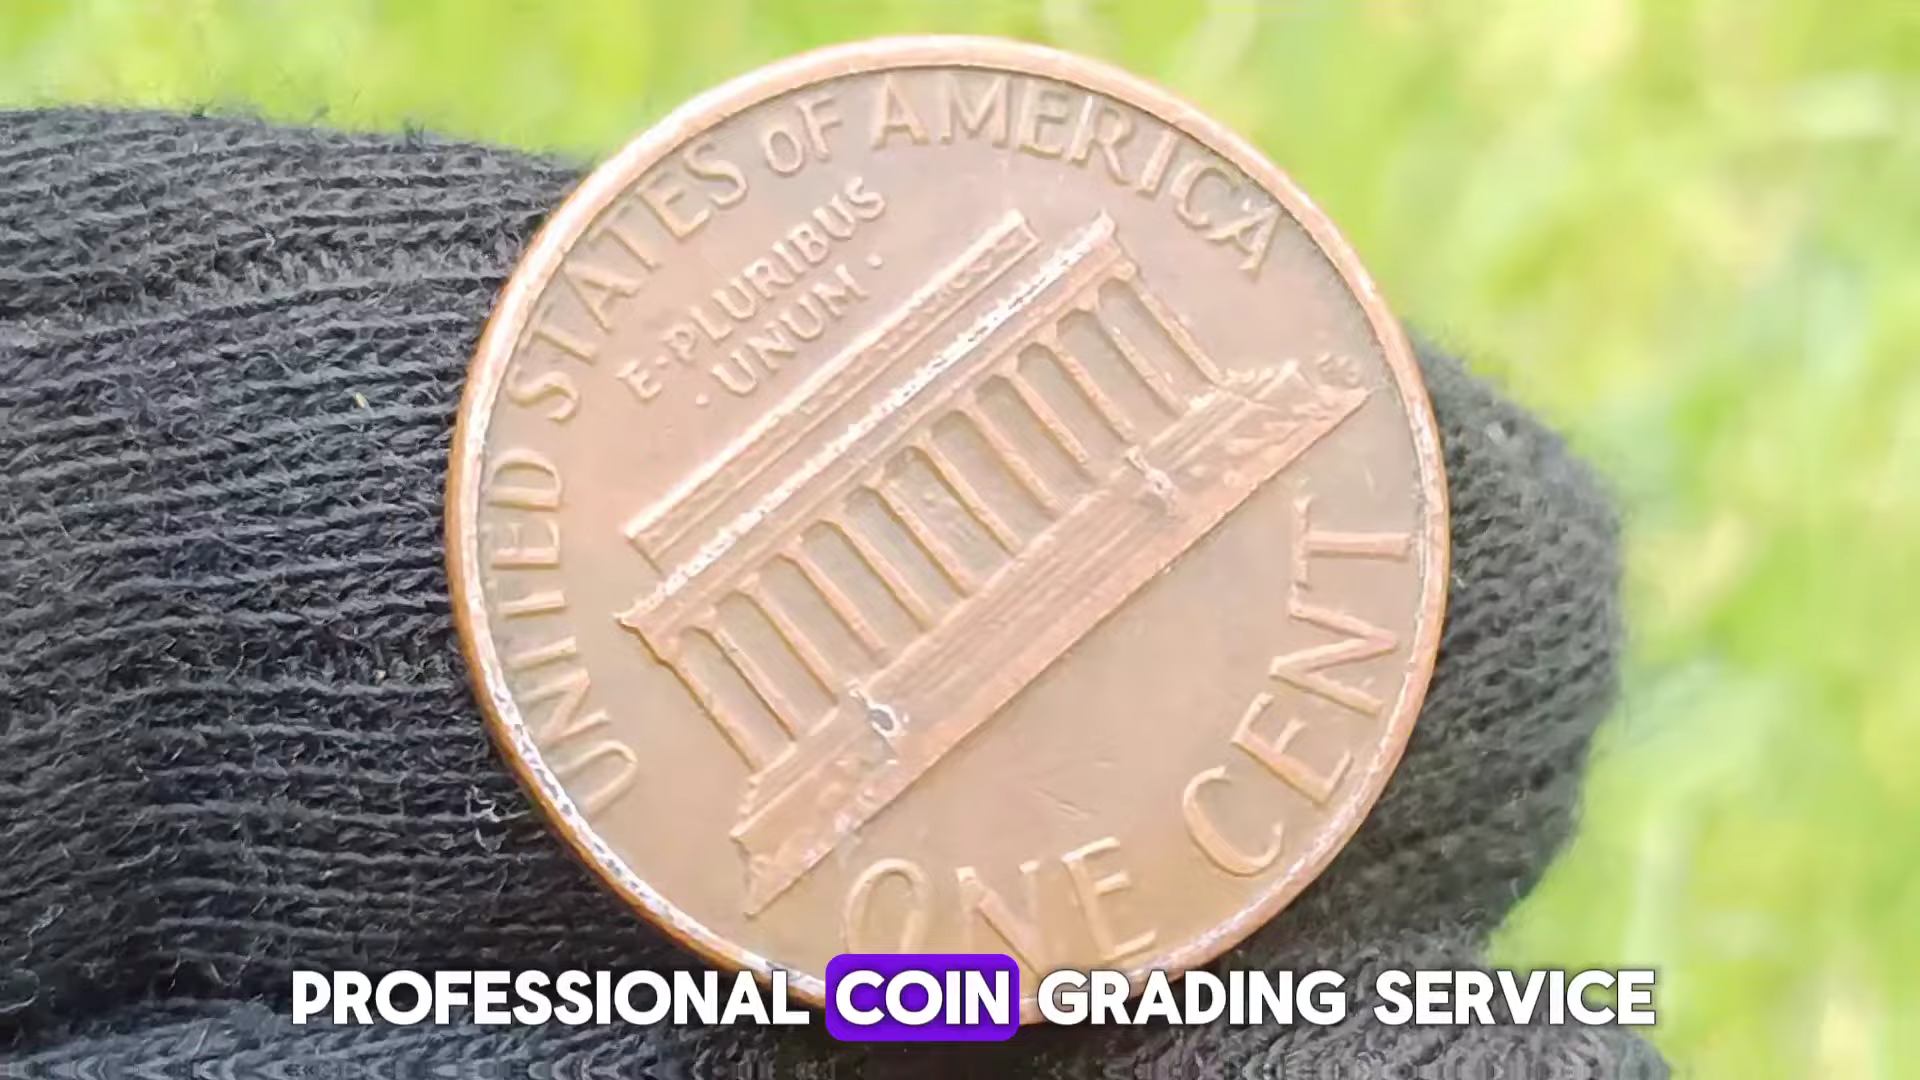 UNITED STATES OF AMERICA
E·PLURIBUS
·UNUM·
ONE CENT
PROFESSIONAL COIN GRADING SERVICE